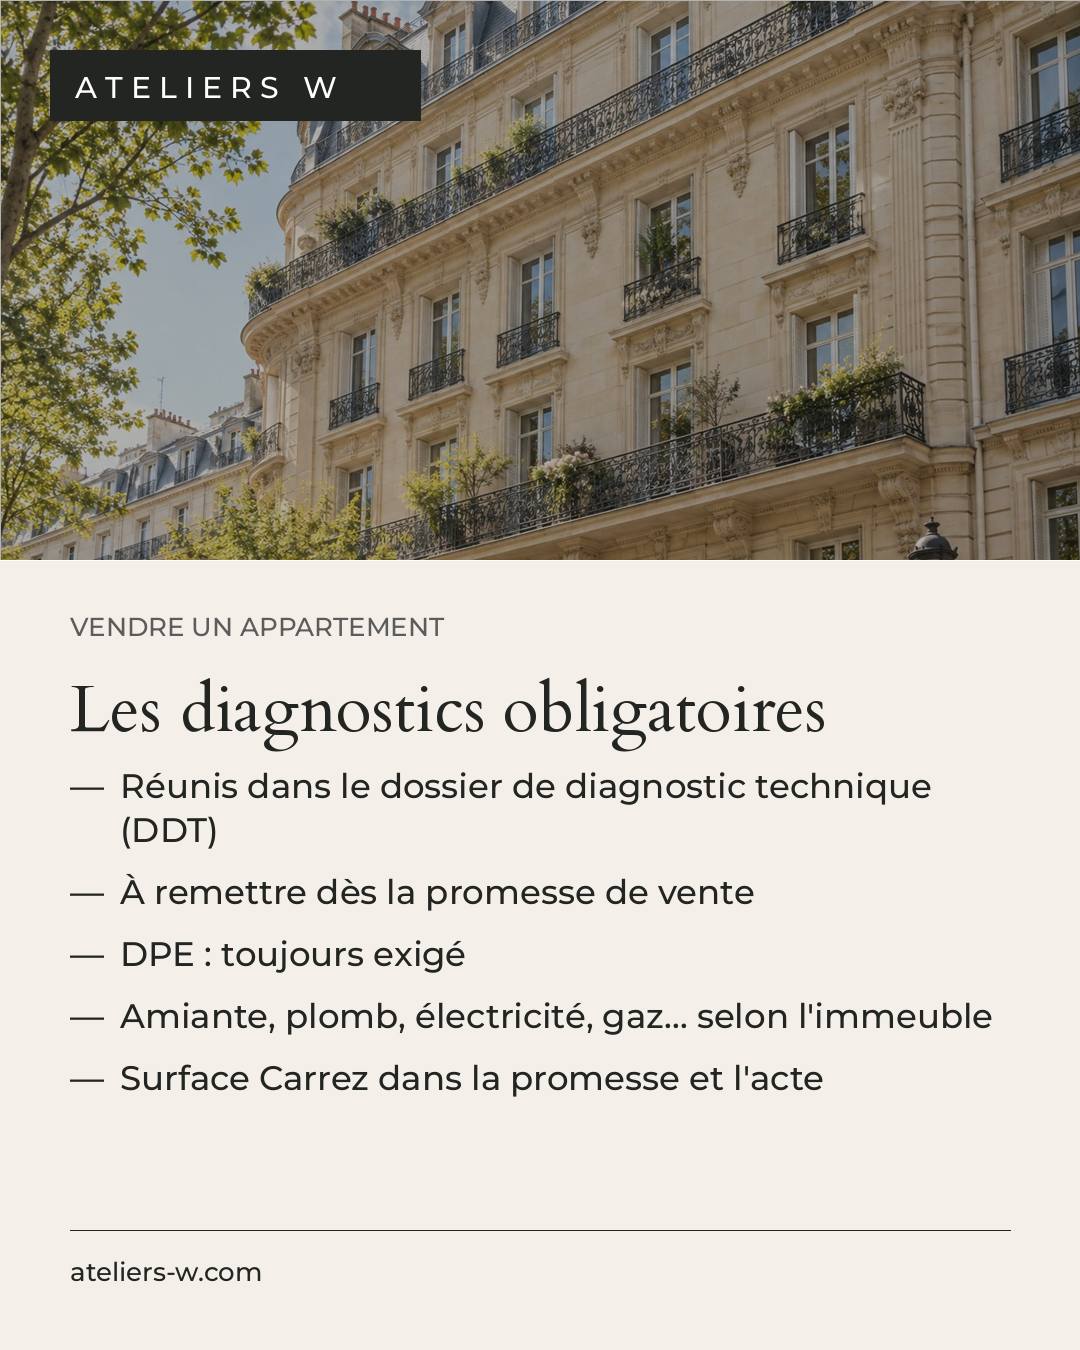 ATELIERS W
VENDRE UN APPARTEMENT
Les diagnostics obligatoires
— Réunis dans le dossier de diagnostic technique
(DDT)
— À remettre dès la promesse de vente
— DPE : toujours exigé
— Amiante, plomb, électricité, gaz... selon l'immeuble
— Surface Carrez dans la promesse et l'acte
ateliers-w.com